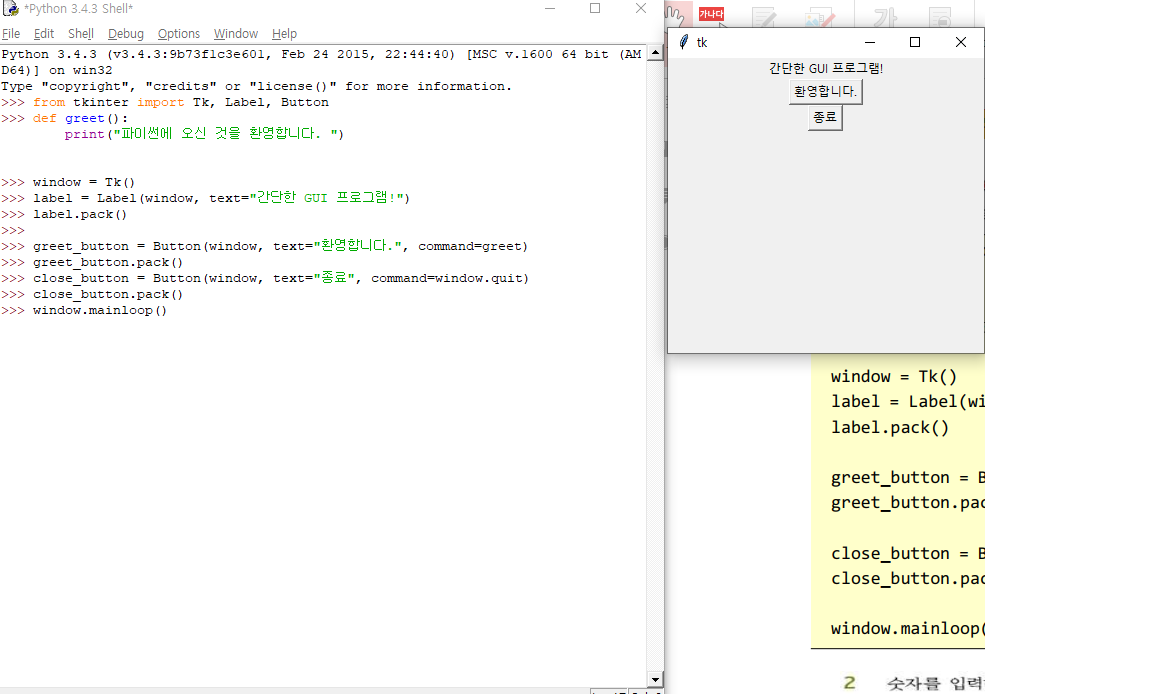 *Python 3.4.3 Shell*
File Edit Shell Debug Options Window Help
Python 3.4.3 (v3.4.3:9b73f1c3e601, Feb 24 2015, 22:44:40) [MSC v.1600 64 bit (AM
D64)] on win32
Type "copyright", "credits" or "license()" for more information.
>>> from tkinter import Tk, Label, Button
>>> def greet():
print("파이썬에 오신 것을 환영합니다. ")
>>> window = Tk()
>>> label = Label(window, text="간단한 GUI 프로그램!")
>>> label.pack()
>>>
>>> greet_button = Button(window, text="환영합니다.", command=greet)
>>> greet_button.pack()
>>> close_button = Button(window, text="종료", command=window.quit)
>>> close_button.pack()
>>> window.mainloop()
가나다
가
tk
간단한 GUI 프로그램!
환영합니다.
종료
window = Tk()
label = Label(wi
label.pack()
greet_button = B
greet_button.pac
close_button = B
close_button.pac
window.mainloop(
2 숫자를 입력